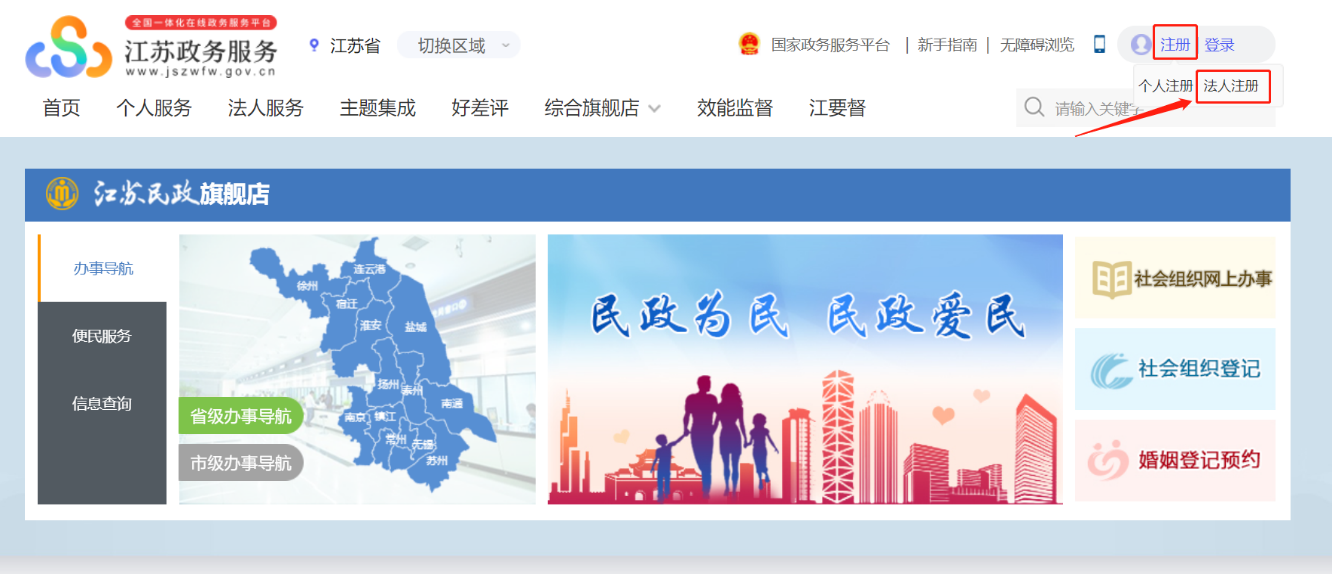 全国一体化在线政务服务平台
江苏政务服务
www.jszwfw.gov.cn
江苏省 切换区域
国家政务服务平台 | 新手指南 | 无障碍浏览 注册 登录
个人注册 法人注册
首页 个人服务 法人服务 主题集成 好差评 综合旗舰店 效能监督 江要督
请输入关键字
江苏民政旗舰店
办事导航
便民服务
信息查询
连云港
徐州
宿迁
淮安 盐城
扬州 泰州
南京 镇江 南通
常州 无锡
苏州
省级办事导航
市级办事导航
民政为民 民政爱民
社会组织网上办事
社会组织登记
婚姻登记预约